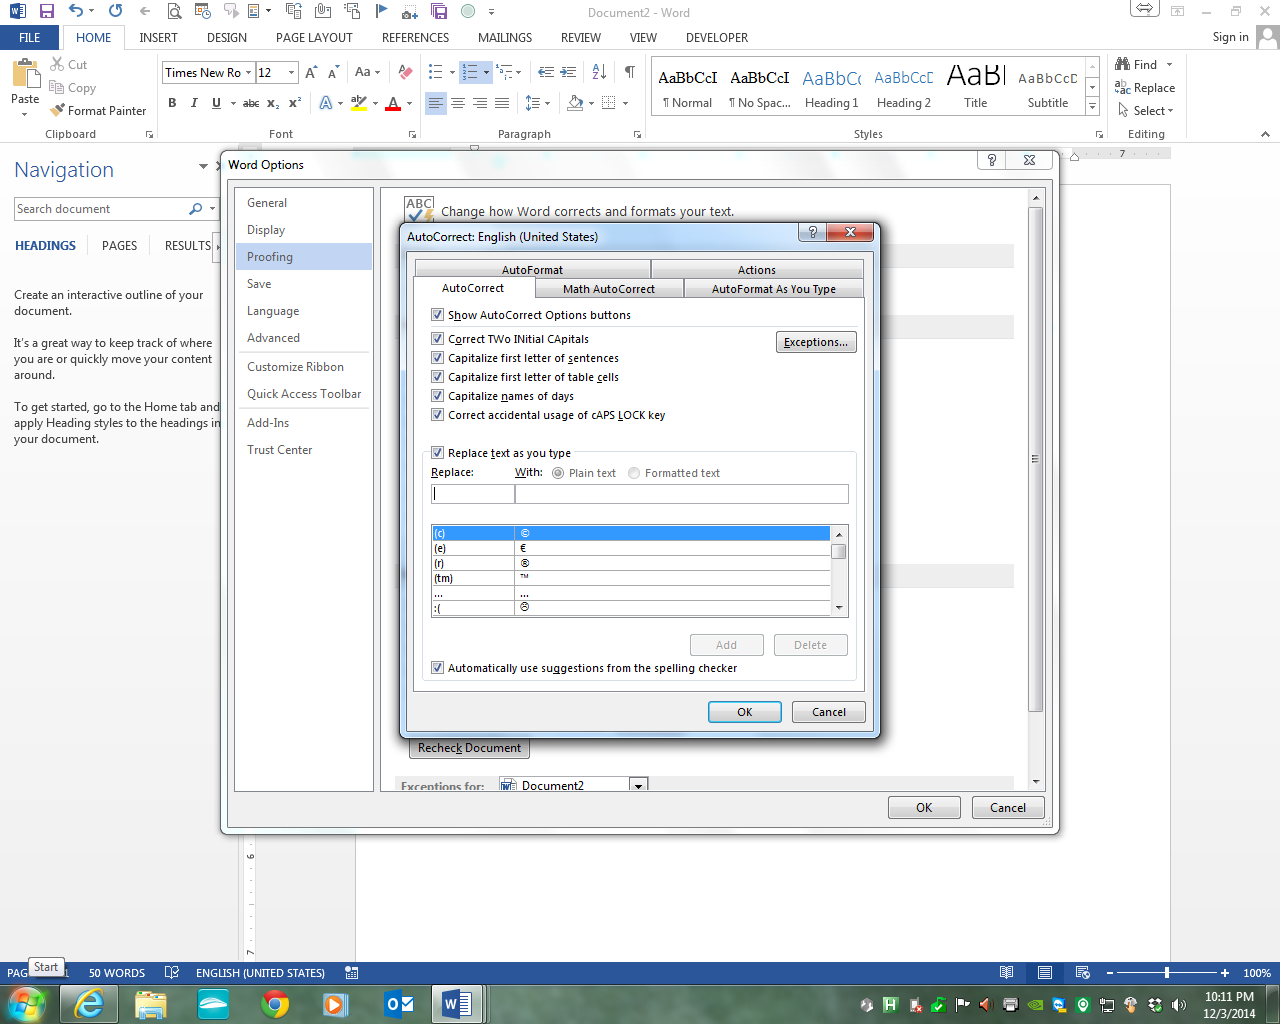 Document2 - Word
FILE HOME INSERT DESIGN PAGE LAYOUT REFERENCES MAILINGS REVIEW VIEW DEVELOPER Sign in
Paste
Cut
Copy
Format Painter
Clipboard
Times New Ro 12
Font
Paragraph
AaBbCcI AaBbCcI AaBbCc AaBbCcD AaB AaBbCcD
¶ Normal ¶ No Spac... Heading 1 Heading 2 Title Subtitle
Styles
Find
Replace
Select
Editing
7
Navigation
Search document
HEADINGS PAGES RESULTS
Create an interactive outline of your
document.
It's a great way to keep track of where
you are or quickly move your content
around.
To get started, go to the Home tab and
apply Heading styles to the headings in
your document.
Word Options
General
Display
Proofing
Save
Language
Advanced
Customize Ribbon
Quick Access Toolbar
Add-Ins
Trust Center
ABC
Change how Word corrects and formats your text.
AutoCorrect: English (United States)
AutoFormat Actions
AutoCorrect Math AutoCorrect AutoFormat As You Type
Show AutoCorrect Options buttons
Correct TWo INitial CApitals
Exceptions...
Capitalize first letter of sentences
Capitalize first letter of table cells
Capitalize names of days
Correct accidental usage of cAPS LOCK key
Replace text as you type
Replace: With: Plain text Formatted text
(c) ©
(e) €
(r) ®
(tm) ™
... ...
:( ☹
Add Delete
Automatically use suggestions from the spelling checker
OK Cancel
Recheck Document
Exceptions for: Document2
OK Cancel
6
7
Start
PAG 1 50 WORDS ENGLISH (UNITED STATES) 100%
10:11 PM
12/3/2014